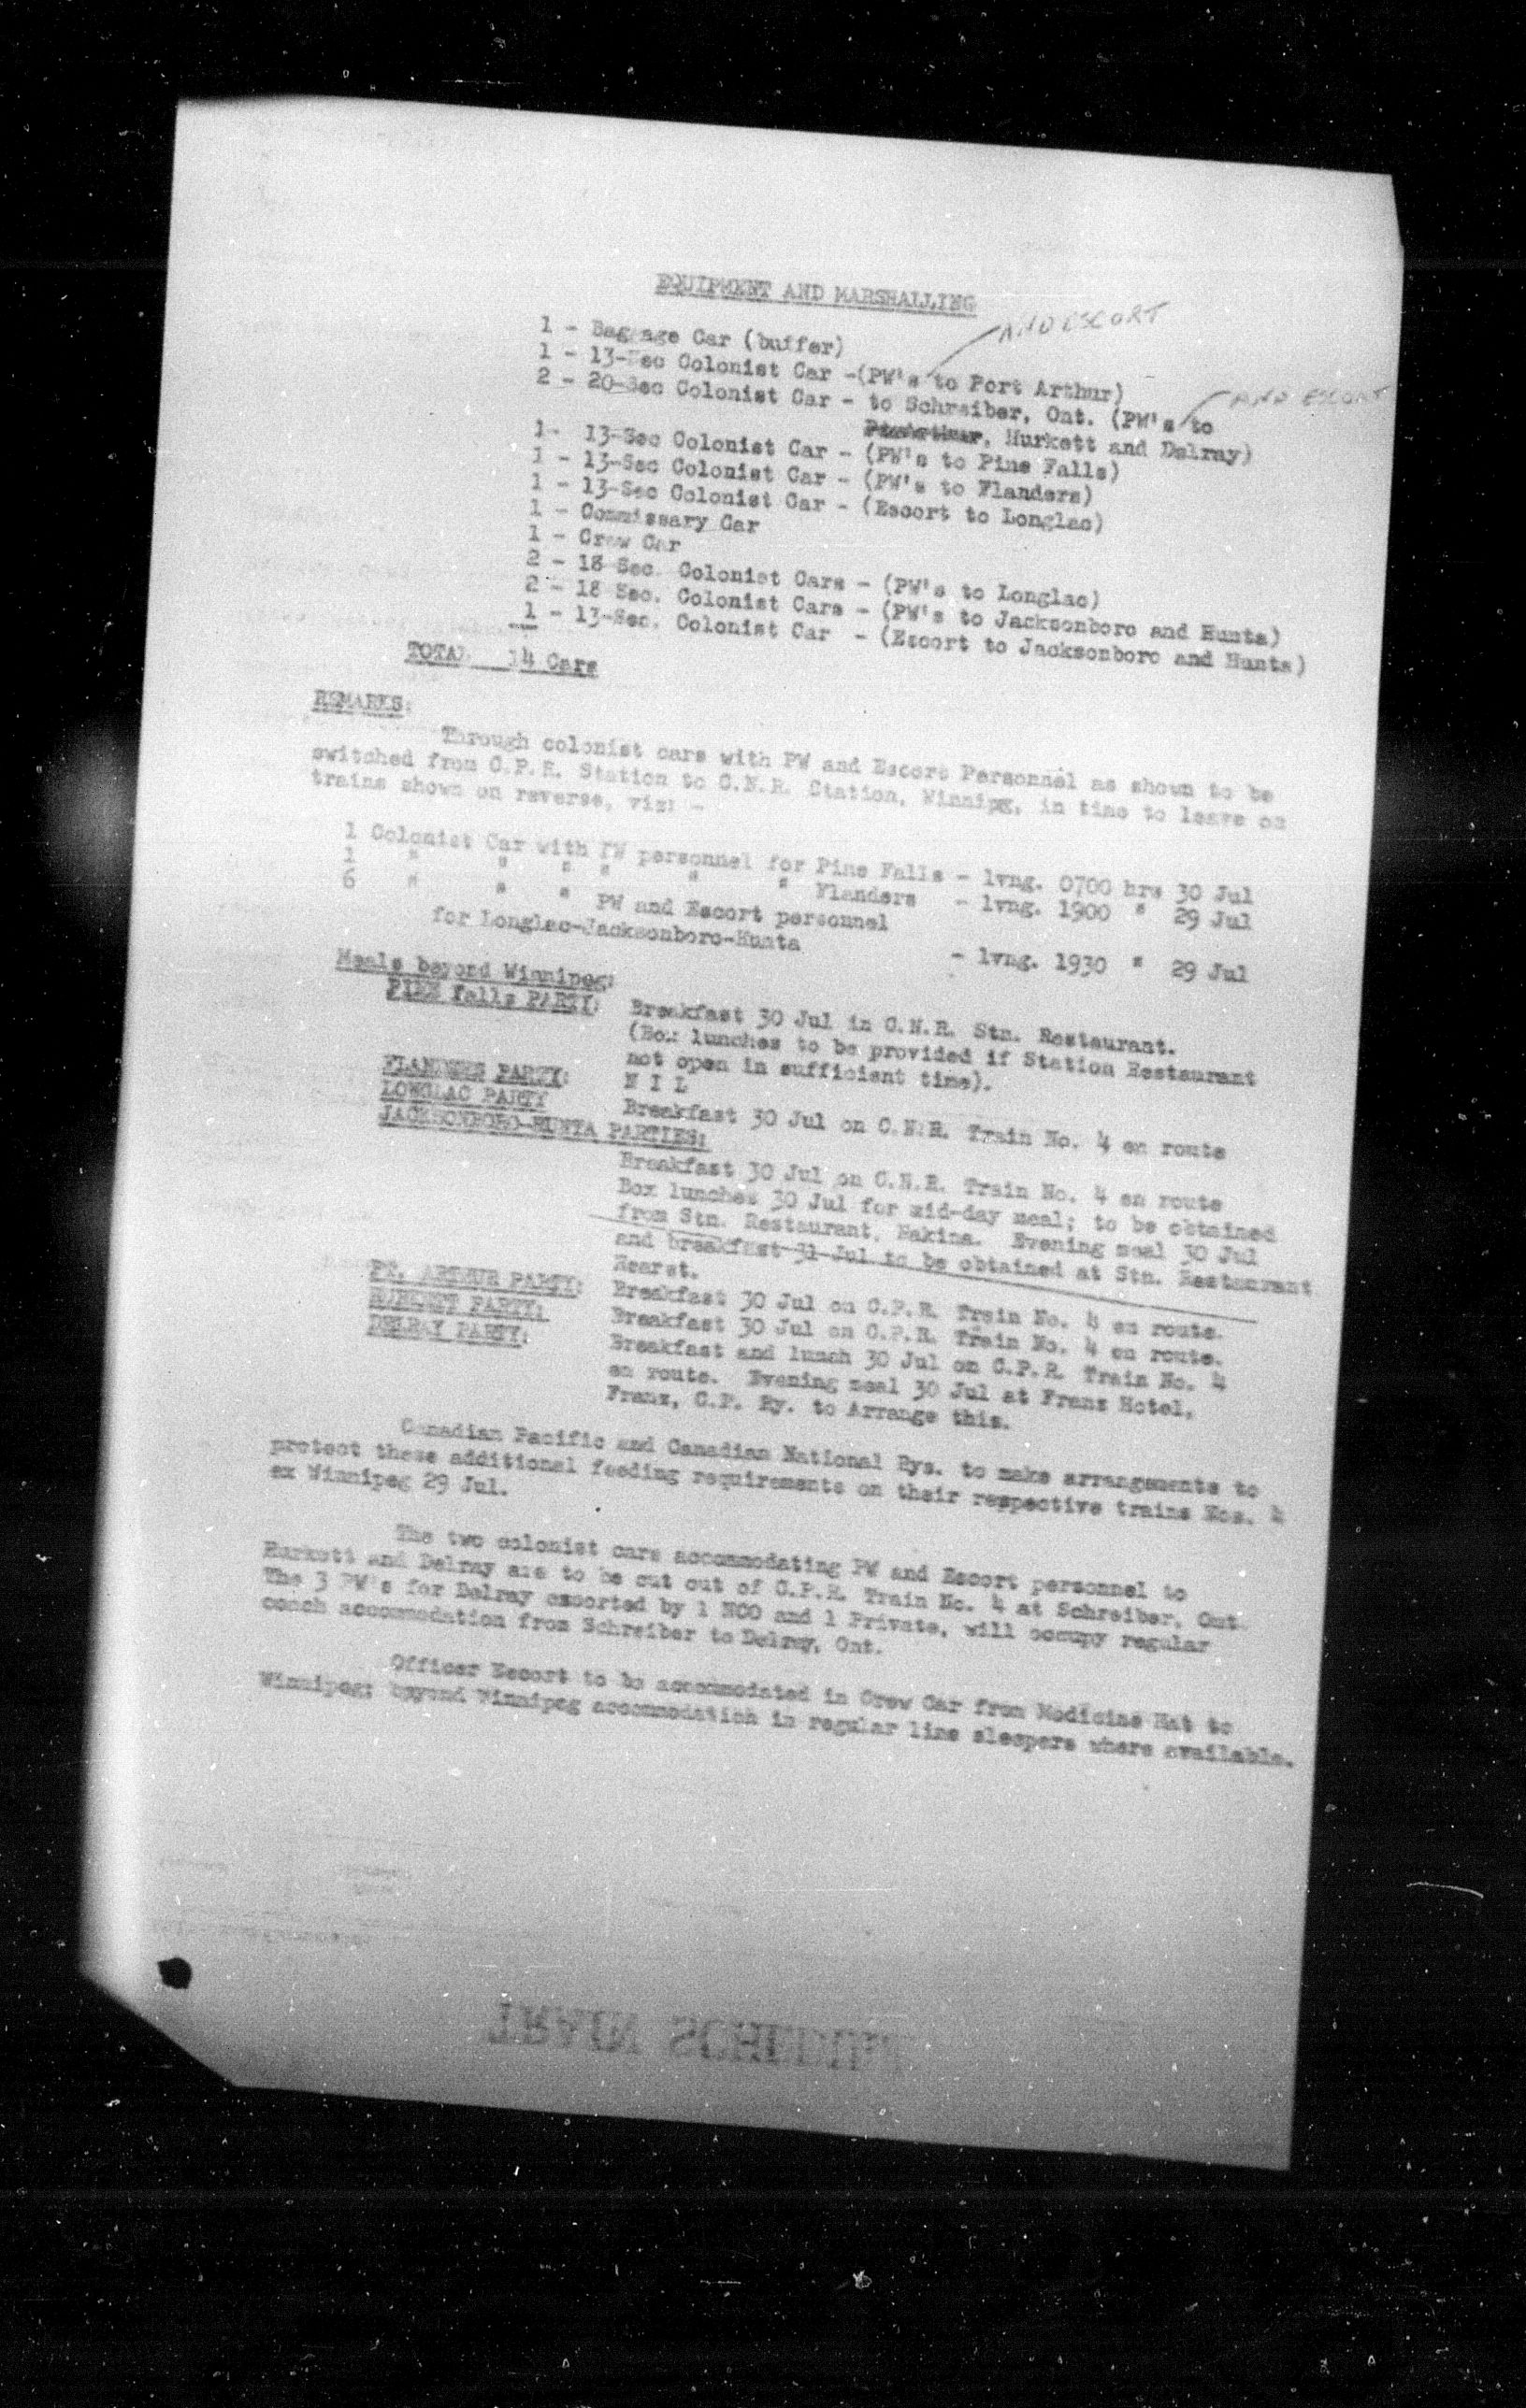 EQUIPMENT AND MARSHALLING
AND ESCORT
1 - Baggage Car (buffer)
1 - 13-Sec Colonist Car -(PW's to Port Arthur)
AND ESCORT
2 - 20-Sec Colonist Car - to Schreiber, Ont. (PW's to
, Hurkett and Delray)
1- 13-Sec Colonist Car - (PW's to Pine Falls)
1 - 13-Sec Colonist Car - (PW's to Flanders)
1 - 13-Sec Colonist Car - (Escort to Longlac)
1 - Commissary Car
1 - Crew Car
2 - 18 Sec. Colonist Cars - (PW's to Longlac)
2 - 18 Sec. Colonist Cars - (PW's to Jacksonboro and Hunta)
1 - 13-Sec. Colonist Car - (Escort to Jacksonboro and Hunta)
TOTAL 14 Cars
REMARKS:
Through colonist cars with PW and Escort Personnel as shown to be
switched from C.P.R. Station to C.N.R. Station, Winnipg, in time to leave on
trains shown on reverse, viz: -
1 Colonist Car with PW personnel for Pine Falls - lvng. 0700 hrs 30 Jul
1 " " " " " " Flanders - lvng. 1900 " 29 Jul
6 " " " PW and Escort personnel
for Longlac-Jacksonboro-Hunta - lvng. 1930 " 29 Jul
Meals beyond Winnipeg:
PINE falls PARTY: Breakfast 30 Jul in C.N.R. Stn. Restaurant.
(Box lunches to be provided if Station Restaurant
not open in sufficient time).
FLANDERS PARTY: N I L
LONGLAC PARTY Breakfast 30 Jul on C.N.R. Train No. 4 en route
JACKSONBORO-HUNTA PARTIES:
Breakfast 30 Jul on C.N.R. Train No. 4 en route
Box lunches 30 Jul for mid-day meal; to be obtained
from Stn. Restaurant, Nakina. Evening meal 30 Jul
and breakfast 31 Jul to be obtained at Stn. Restaurant
Hearst.
PT. ARTHUR PARTY: Breakfast 30 Jul on C.P.R. Train No. 4 en route.
HURKETT PARTY: Breakfast 30 Jul on C.P.R. Train No. 4 en route.
DELRAY PARTY: Breakfast and lunch 30 Jul on C.P.R. Train No. 4
en route. Evening meal 30 Jul at Franz Hotel,
Franz, C.P. Ry. to Arrange this.
Canadian Pacific and Canadian National Rys. to make arrangements to
protect these additional feeding requirements on their respective trains Nos. 4
ex Winnipeg 29 Jul.
The two colonist cars accommodating PW and Escort personnel to
Hurkett and Delray are to be cut out of C.P.R. Train No. 4 at Schreiber, Ont.
The 3 PW's for Delray escorted by 1 NCO and 1 Private, will occupy regular
coach accommodation from Schreiber to Delray, Ont.
Officer Escort to be accommodated in Crew Car from Medicine Hat to
Winnipeg; beyond Winnipeg accommodation in regular line sleepers where available.
TRAIN SCHEDULE